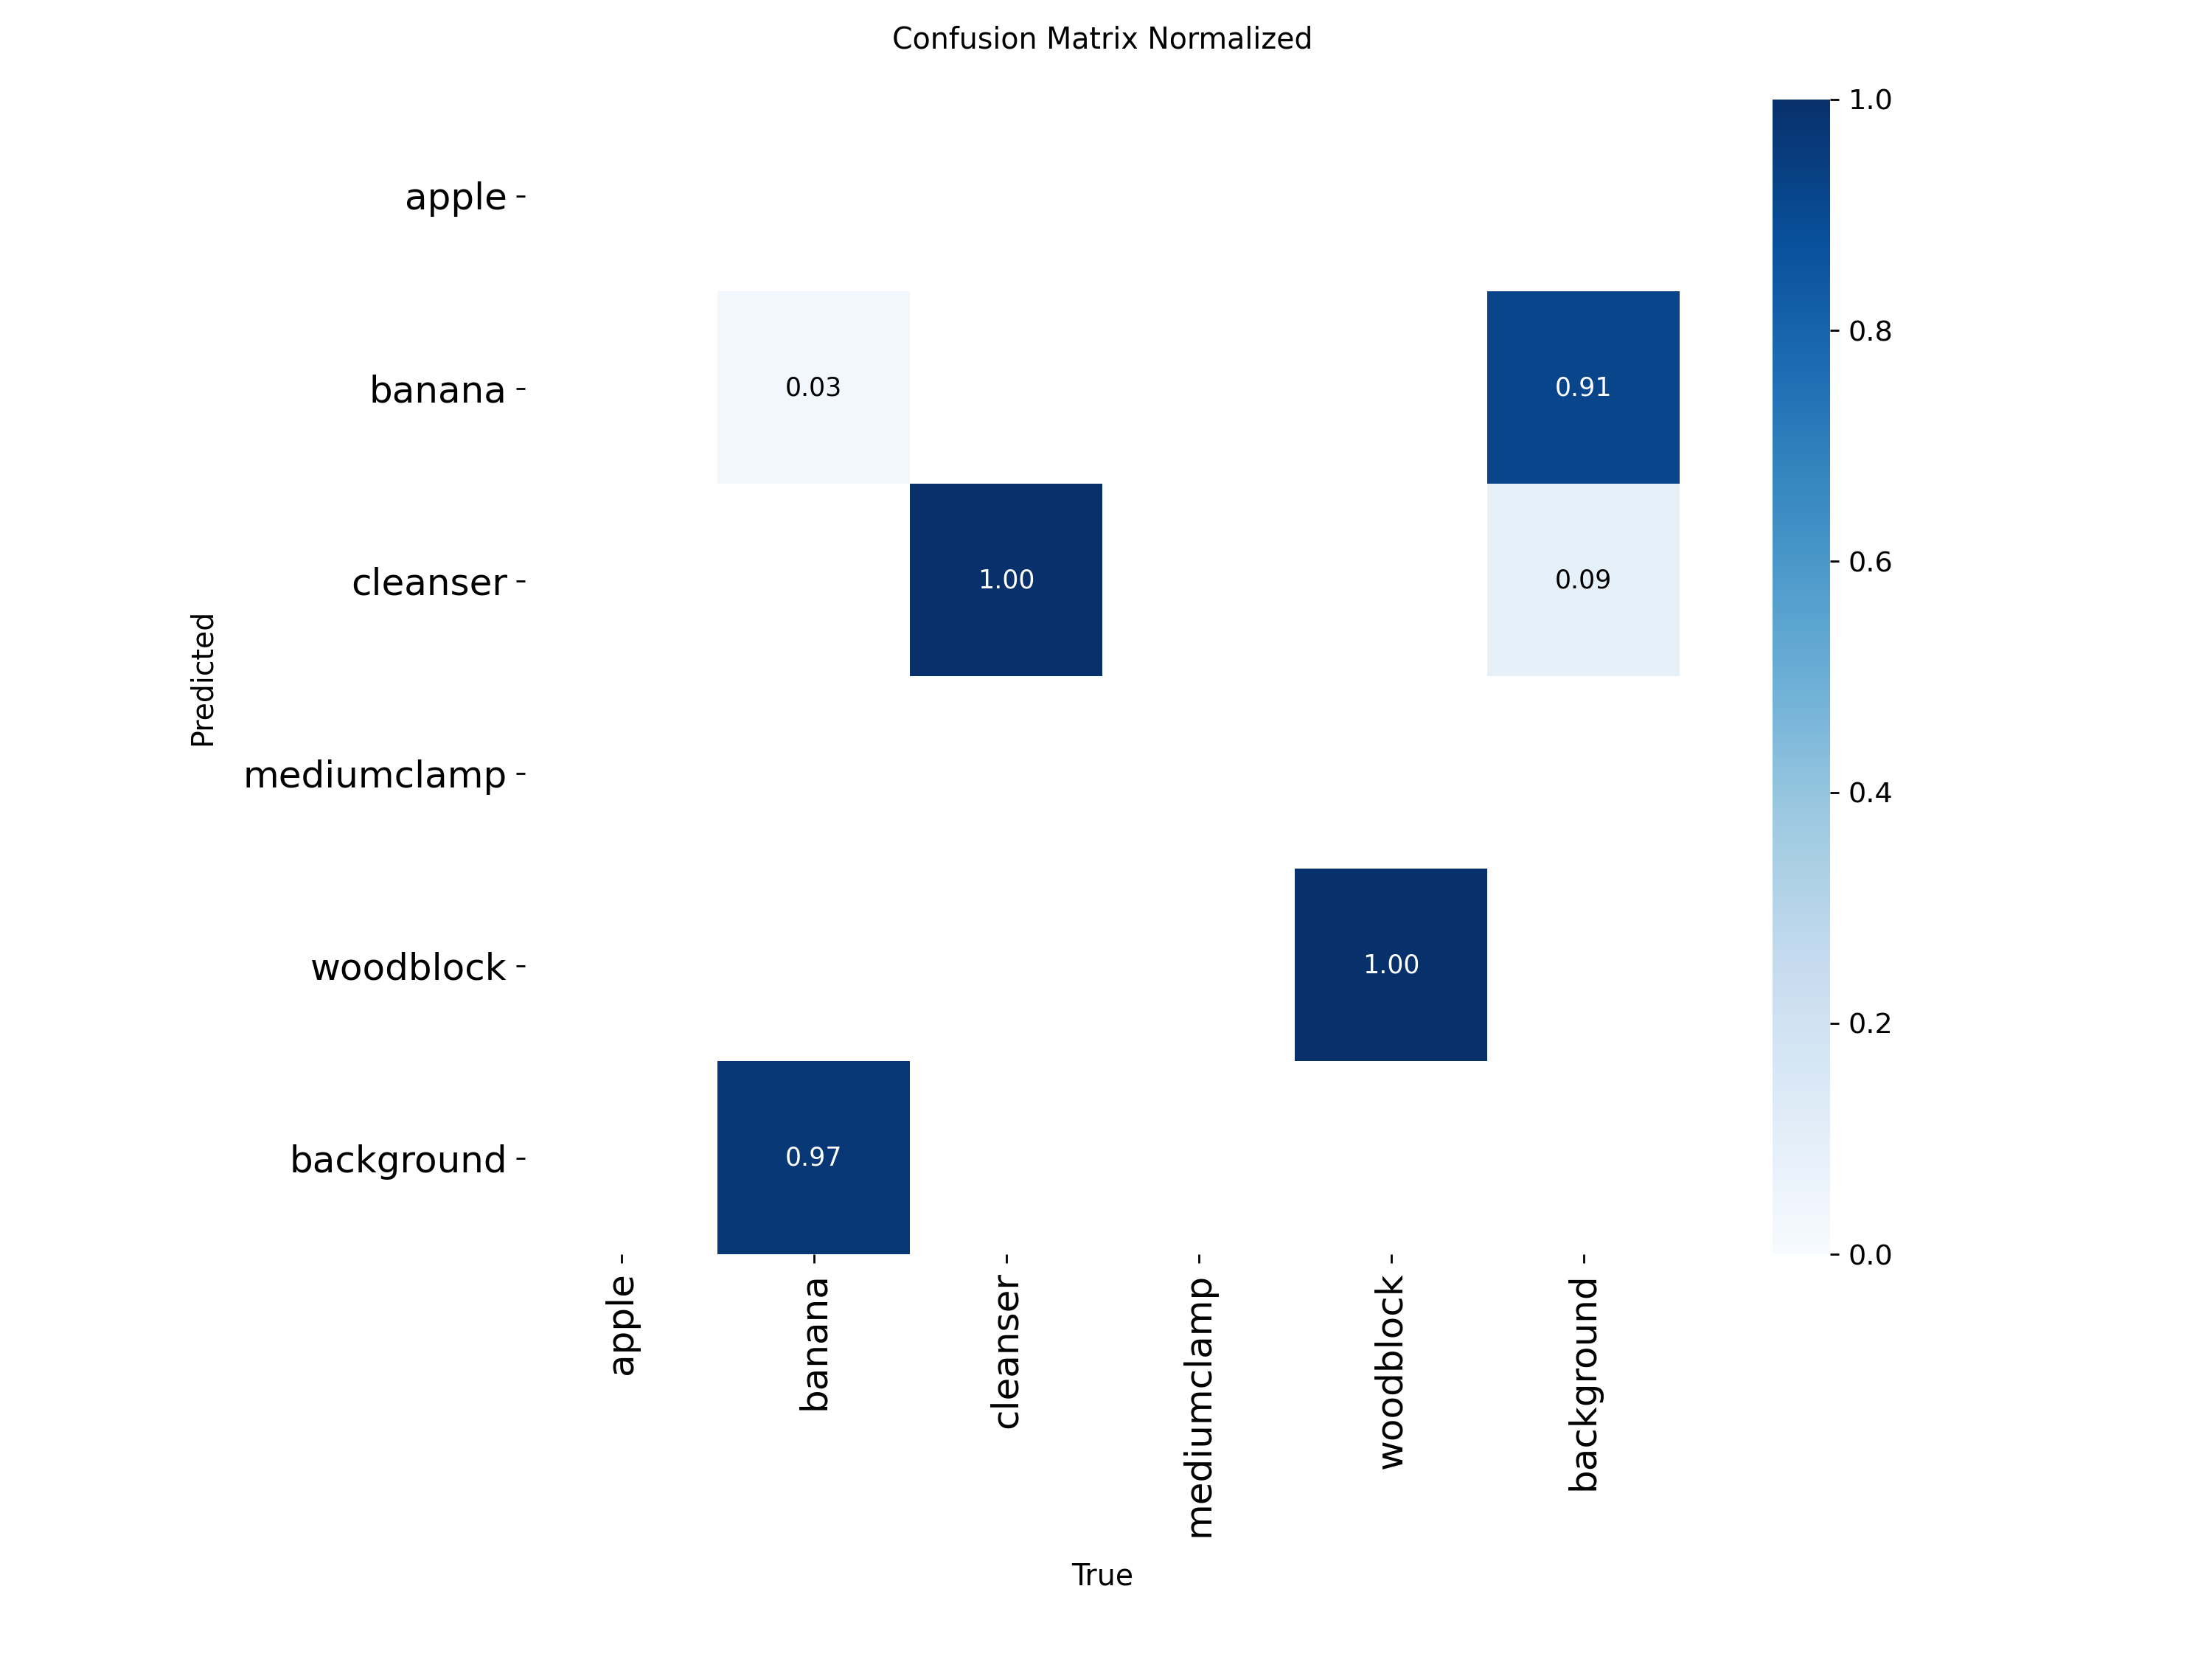 Confusion Matrix Normalized
apple
banana
cleanser
mediumclamp
woodblock
background
Predicted
0.03
0.91
1.00
0.09
1.00
0.97
apple
banana
cleanser
mediumclamp
woodblock
background
True
1.0
0.8
0.6
0.4
0.2
0.0